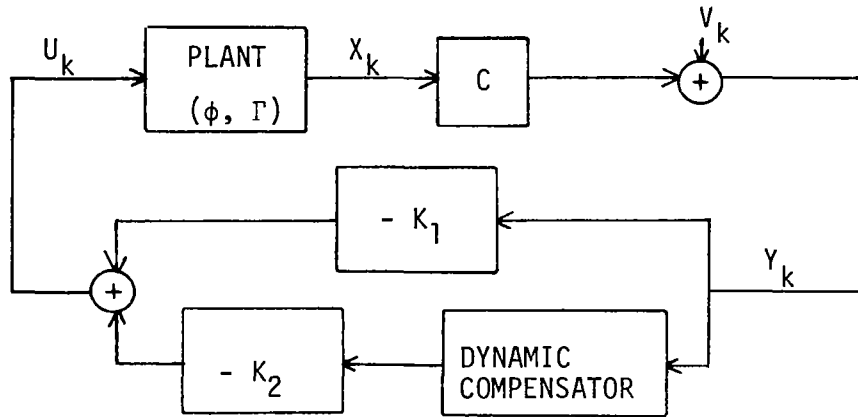 V_k
U_k
PLANT
(ϕ, Γ)
X_k
C
+
- K_1
Y_k
+
- K_2
DYNAMIC
COMPENSATOR